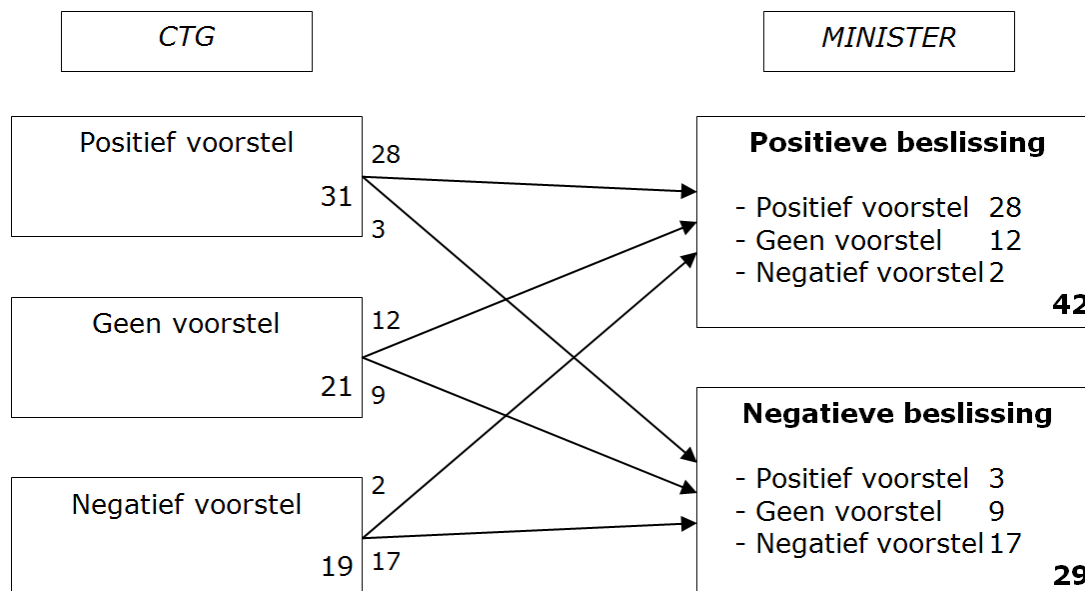 CTG
MINISTER
Positief voorstel
31
28
3
Geen voorstel
21
12
9
Negatief voorstel
19
2
17
Positieve beslissing
- Positief voorstel 28
- Geen voorstel 12
- Negatief voorstel 2
42
Negatieve beslissing
- Positief voorstel 3
- Geen voorstel 9
- Negatief voorstel 17
29